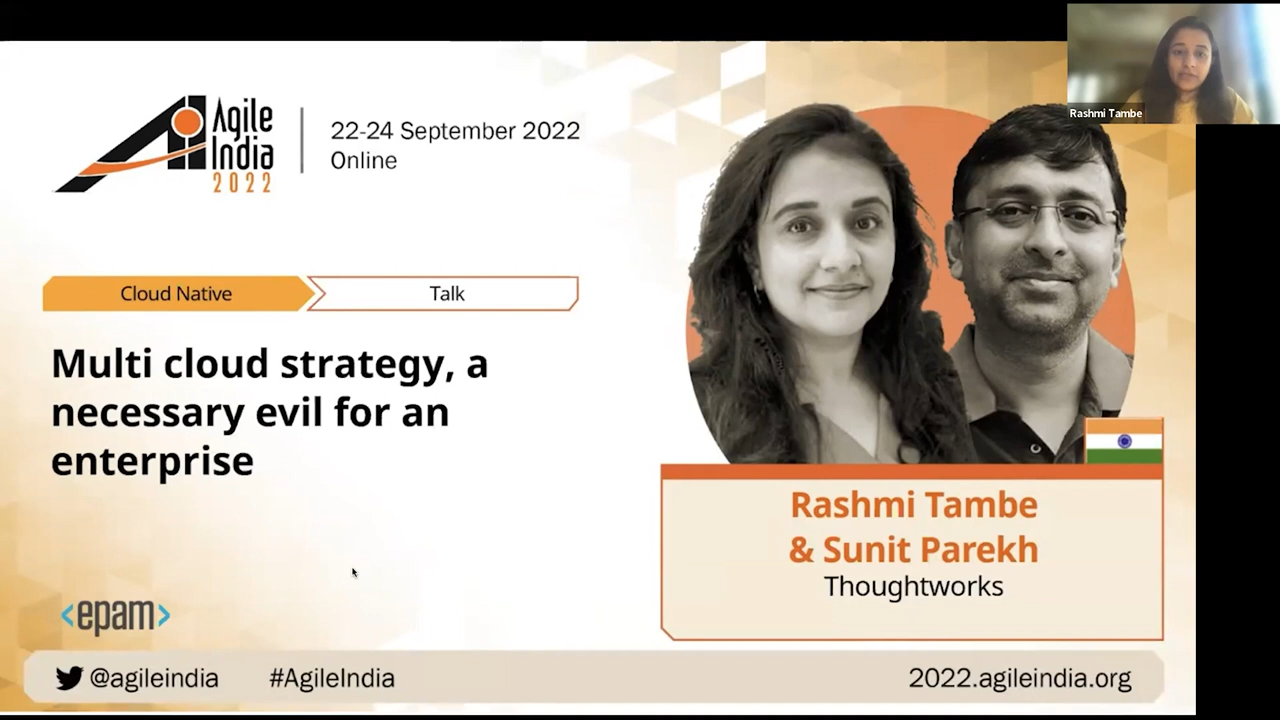 Agile
India
2022
22-24 September 2022
Online
Rashmi Tambe
Cloud Native
Talk
Multi cloud strategy, a
necessary evil for an
enterprise
Rashmi Tambe
& Sunit Parekh
Thoughtworks
<epam>
@agileindia
#AgileIndia
2022.agileindia.org